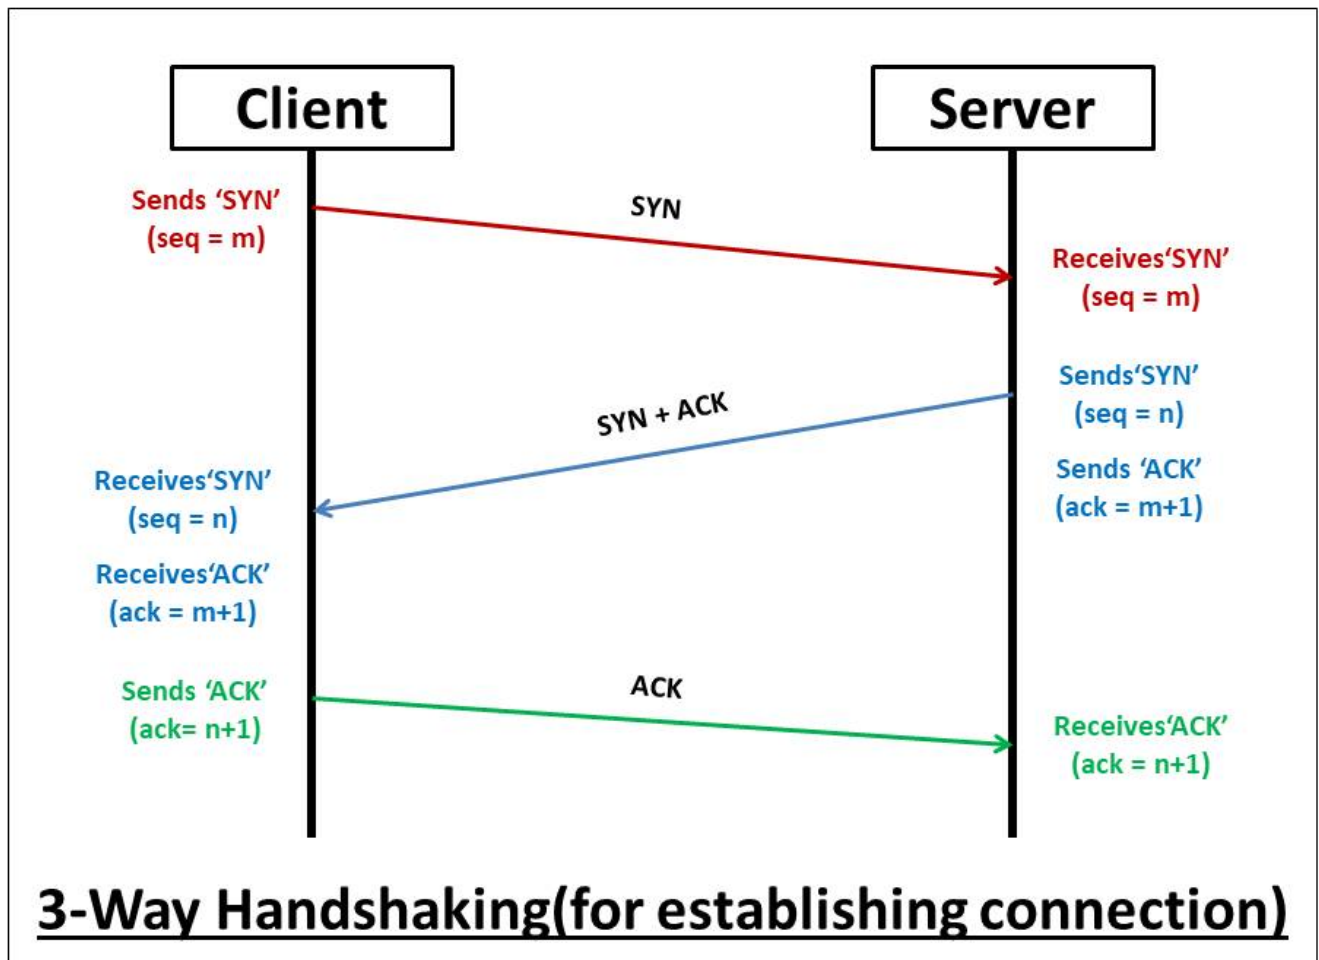 Client
Server
Sends ‘SYN’
(seq = m)
SYN
Receives‘SYN’
(seq = m)
Sends‘SYN’
(seq = n)
SYN + ACK
Sends ‘ACK’
(ack = m+1)
Receives‘SYN’
(seq = n)
Receives‘ACK’
(ack = m+1)
Sends ‘ACK’
(ack= n+1)
ACK
Receives‘ACK’
(ack = n+1)
3-Way Handshaking(for establishing connection)